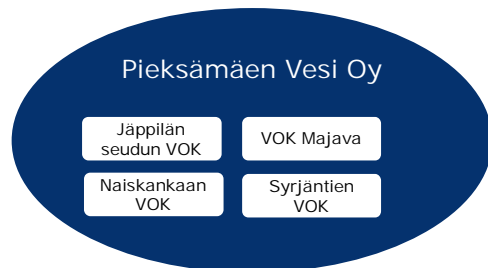 Pieksämäen Vesi Oy
Jäppilän
seudun VOK
VOK Majava
Naiskankaan
VOK
Syrjäntien
VOK